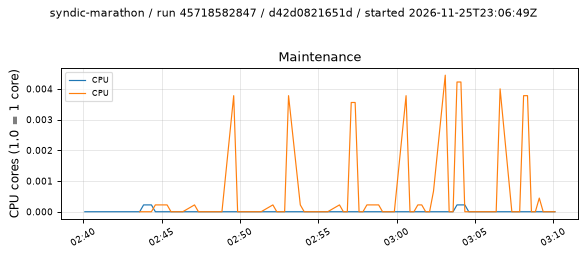 syndic-marathon / run 45718582847 / d42d0821651d / started 2026-11-25T23:06:49Z
Maintenance
CPU
CPU
CPU cores (1.0 = 1 core)
0.004
0.003
0.002
0.001
0.000
02:40
02:45
02:50
02:55
03:00
03:05
03:10